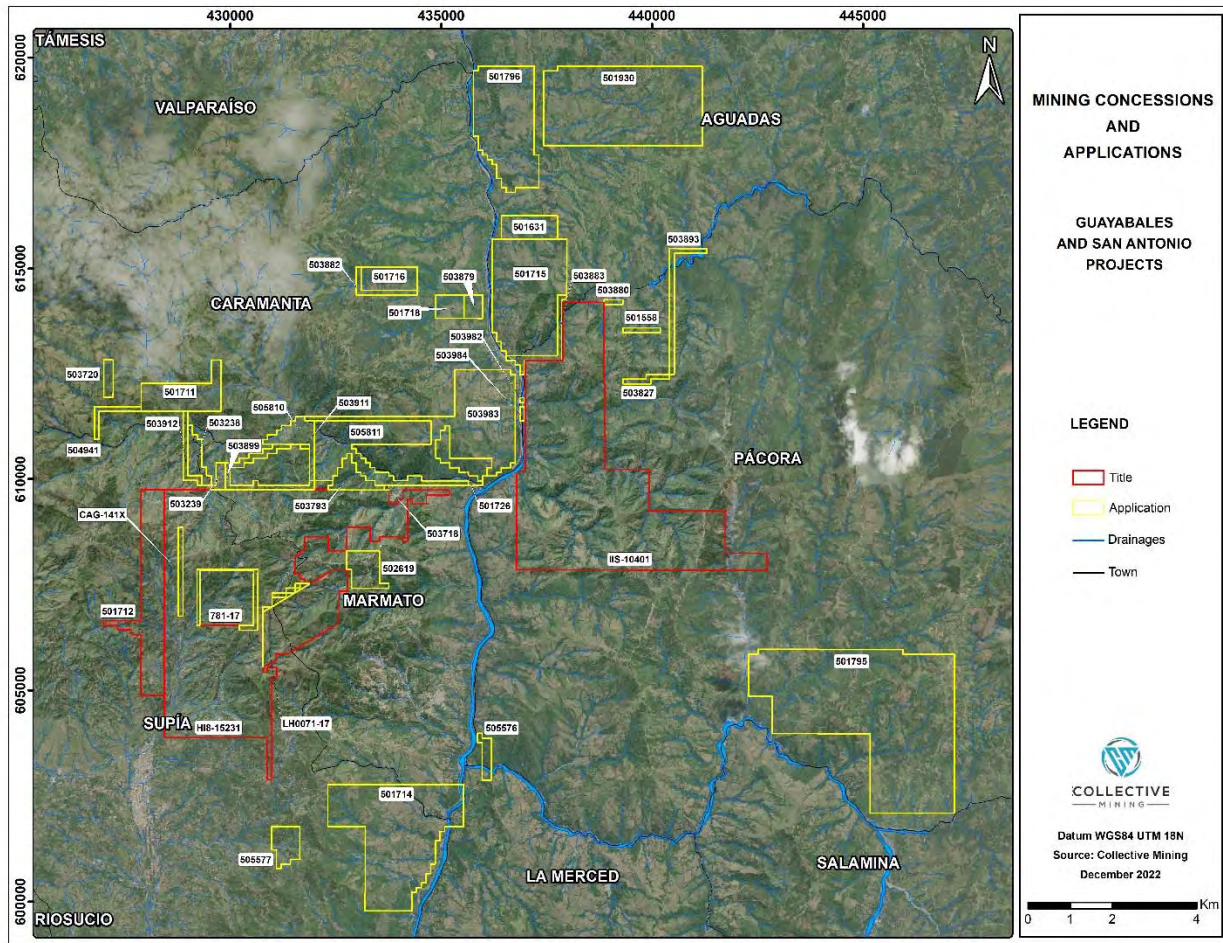 430000
435000
440000
445000
TÁMESIS
N
VALPARAÍSO
501796
501930
AGUADAS
620000
615000
610000
605000
600000
501631
503893
503882
501716
503879
501715
503883
503880
CARAMANTA
501718
501558
503982
503984
503720
501711
503827
503911
505810
503912
503238
505811
503983
503899
504941
PÁCORA
503239
503793
501726
CAG-141X
503718
IIS-10401
502619
501712
781-17
MARMATO
501795
SUPÍA
HI8-15231
LH0071-17
505576
501714
505577
SALAMINA
LA MERCED
RIOSUCIO
MINING CONCESSIONS
AND
APPLICATIONS
GUAYABALES
AND SAN ANTONIO
PROJECTS
LEGEND
Title
Application
Drainages
Town
COLLECTIVE
MINING
Datum WGS84 UTM 18N
Source: Collective Mining
December 2022
Km
0 1 2 4